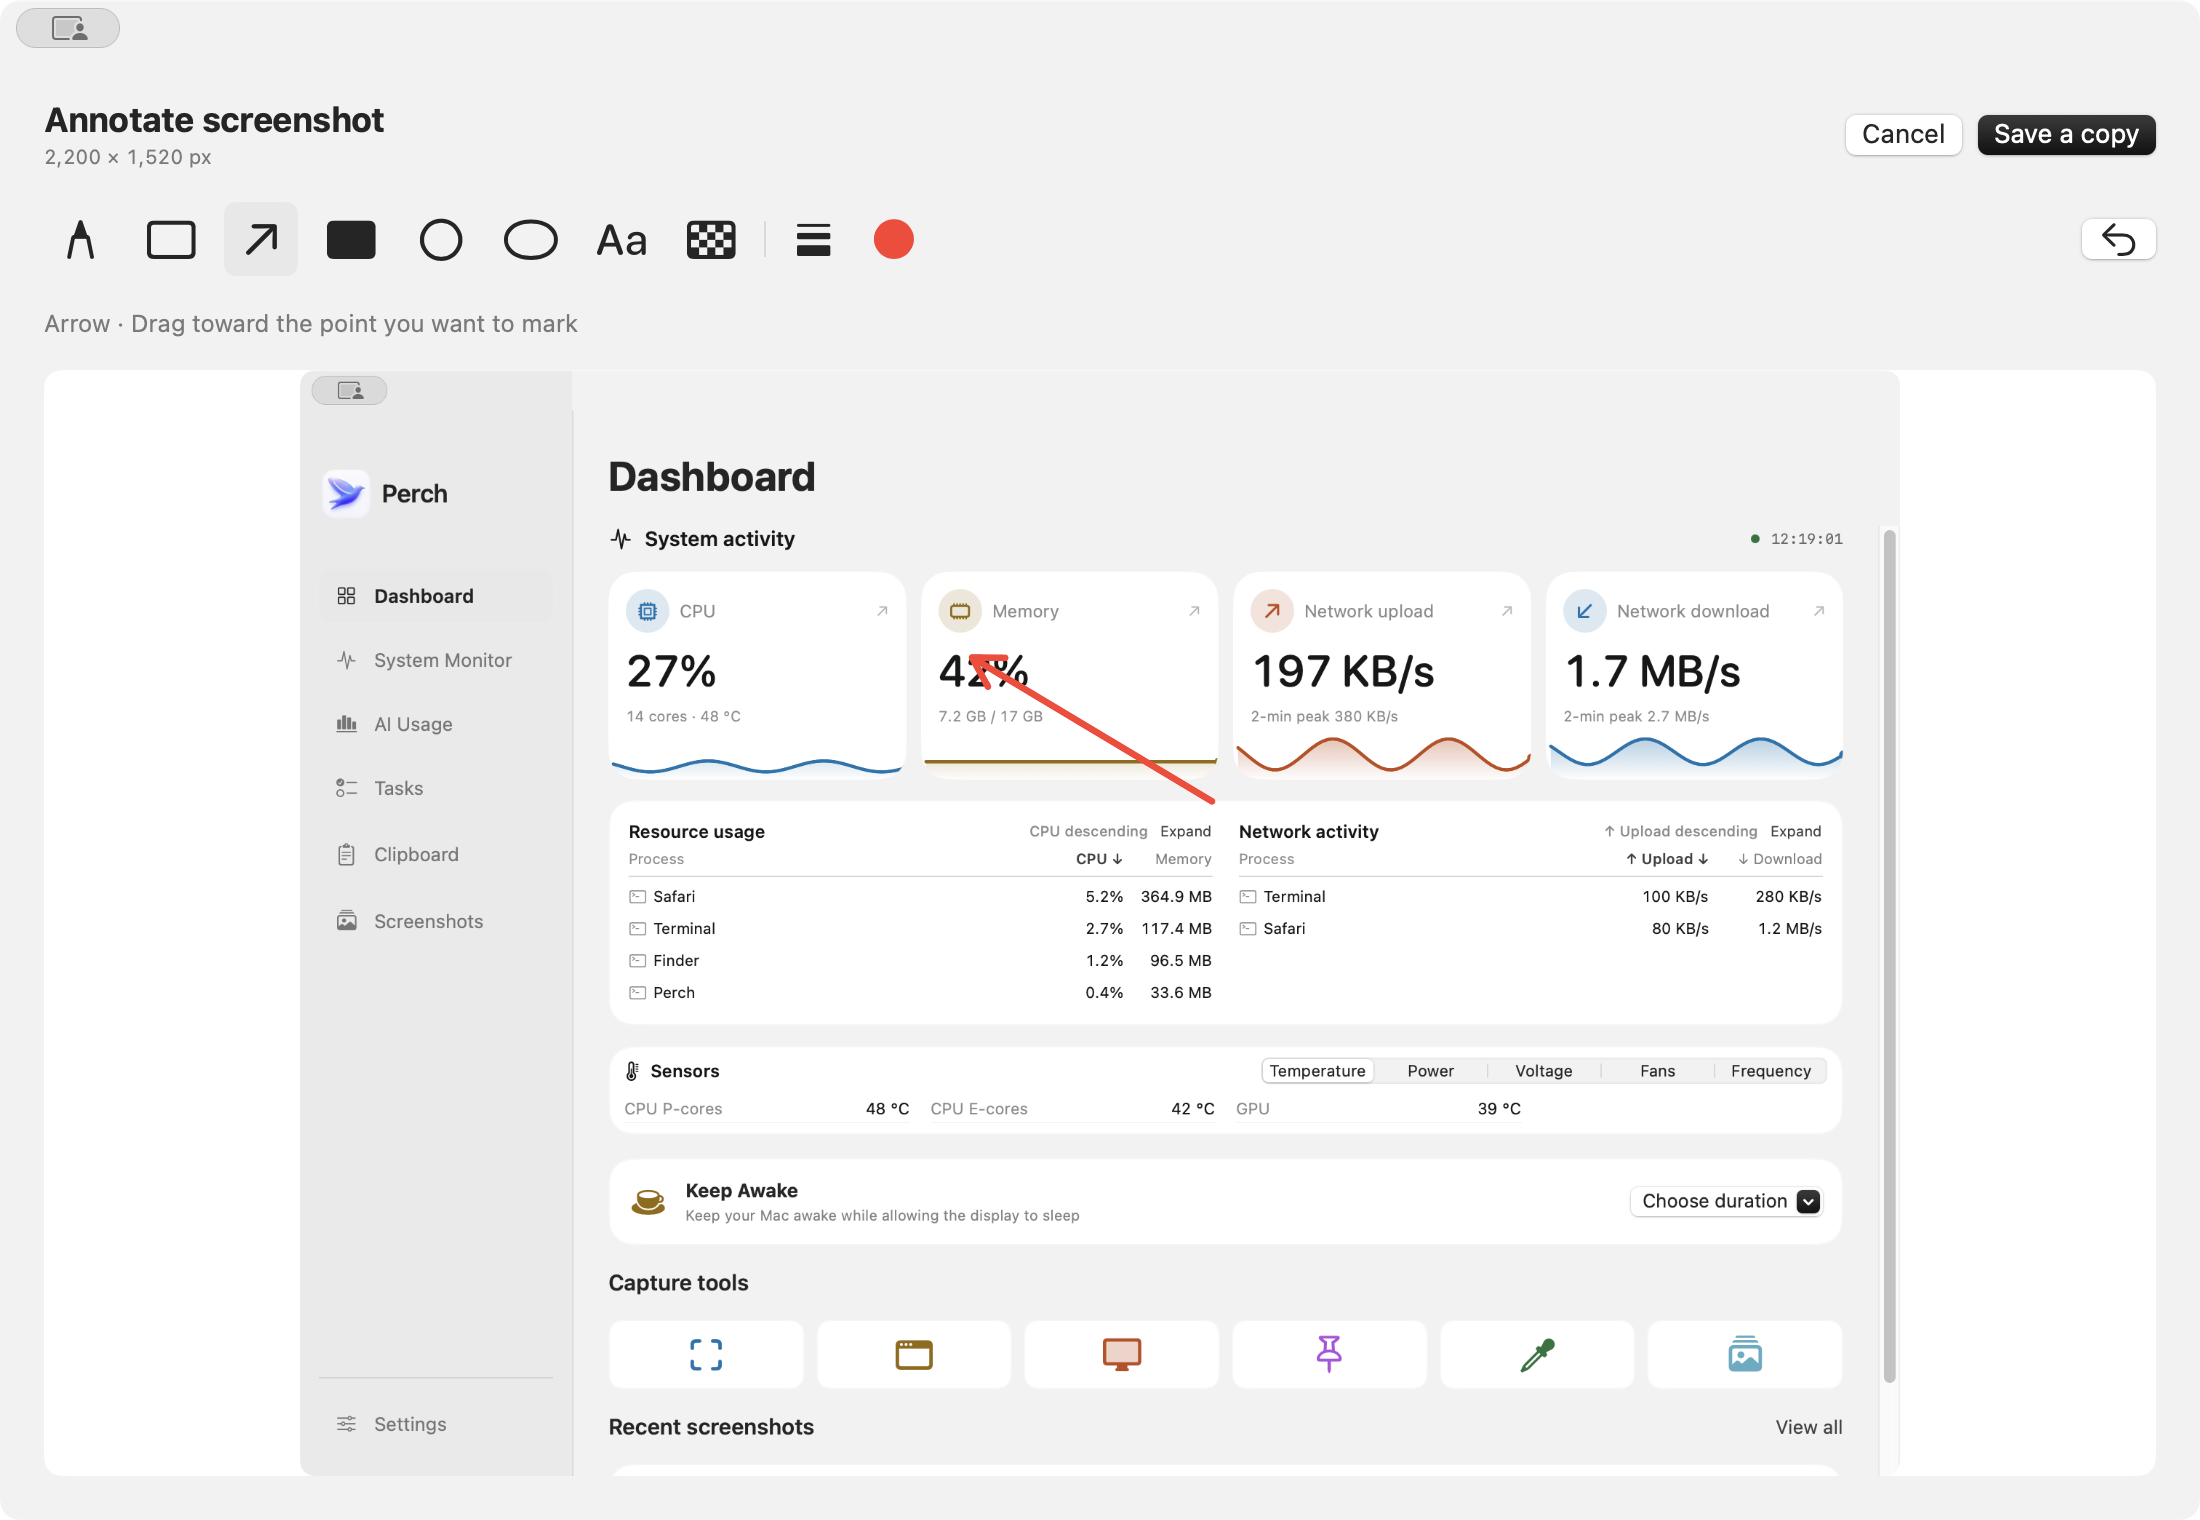 Annotate screenshot
2,200 × 1,520 px
Cancel
Save a copy
Aa
Arrow · Drag toward the point you want to mark
Perch
Dashboard
System Monitor
AI Usage
Tasks
Clipboard
Screenshots
Settings
Dashboard
System activity
12:19:01
CPU
27%
14 cores · 48 °C
Memory
42%
7.2 GB / 17 GB
Network upload
197 KB/s
2-min peak 380 KB/s
Network download
1.7 MB/s
2-min peak 2.7 MB/s
Resource usage CPU descending Expand
Process CPU ↓ Memory
Safari 5.2% 364.9 MB
Terminal 2.7% 117.4 MB
Finder 1.2% 96.5 MB
Perch 0.4% 33.6 MB
Network activity ↑ Upload descending Expand
Process ↑ Upload ↓ ↓ Download
Terminal 100 KB/s 280 KB/s
Safari 80 KB/s 1.2 MB/s
Sensors
Temperature Power Voltage Fans Frequency
CPU P-cores 48 °C CPU E-cores 42 °C GPU 39 °C
Keep Awake
Keep your Mac awake while allowing the display to sleep
Choose duration
Capture tools
Recent screenshots
View all